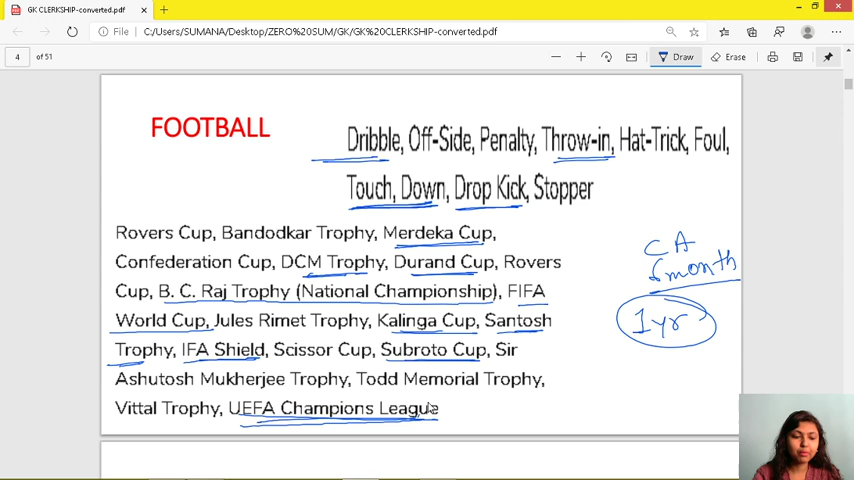 GK CLERKSHIP-converted.pdf
File
C:/Users/SUMANA/Desktop/ZERO%20SUM/GK/GK%20CLERKSHIP-converted.pdf
4 of 51
Draw
Erase
FOOTBALL
Dribble, Off-Side, Penalty, Throw-in, Hat-Trick, Foul,
Touch, Down, Drop Kick, Stopper
Rovers Cup, Bandodkar Trophy, Merdeka Cup,
Confederation Cup, DCM Trophy, Durand Cup, Rovers
Cup, B. C. Raj Trophy (National Championship), FIFA
World Cup, Jules Rimet Trophy, Kalinga Cup, Santosh
Trophy, IFA Shield, Scissor Cup, Subroto Cup, Sir
Ashutosh Mukherjee Trophy, Todd Memorial Trophy,
Vittal Trophy, UEFA Champions League
CA
6month
1yr